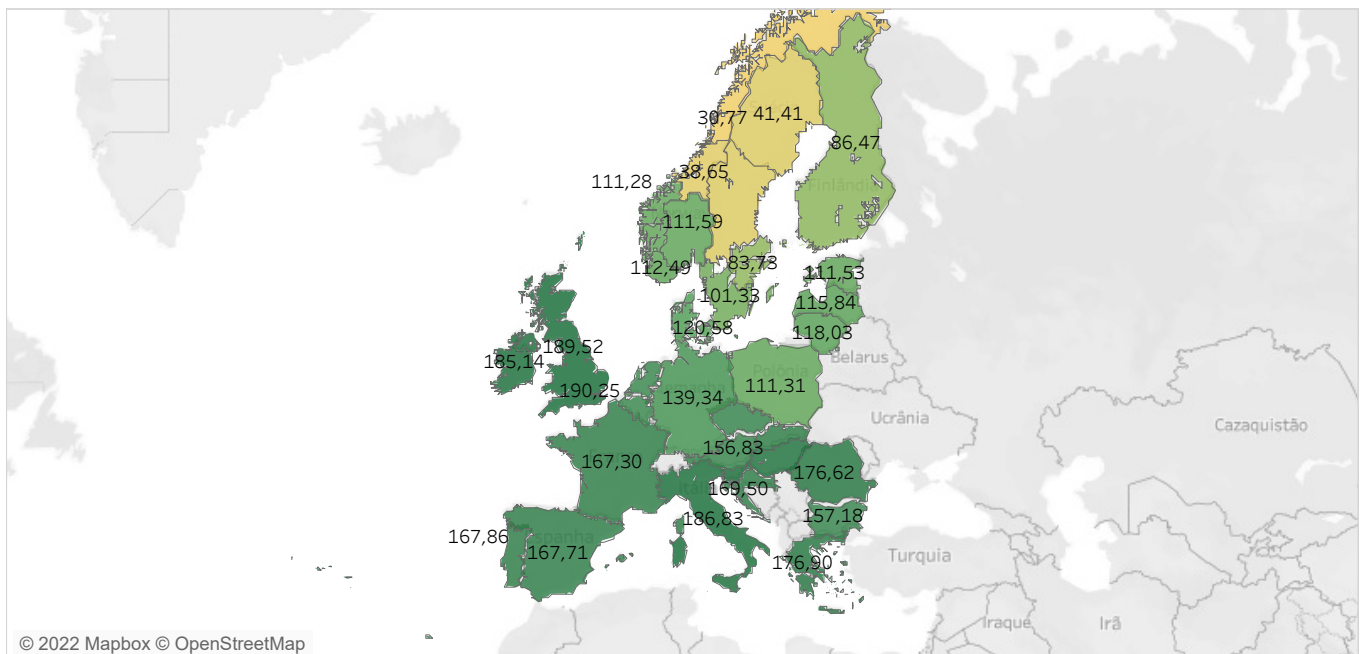 41,41
30,77
86,47
38,65
111,28
Finlândia
111,59
83,73
112,49
111,53
101,33
115,84
120,58
118,03
189,52
Belarus
185,14
Polônia
190,25
139,34
111,31
Ucrânia
Cazaquistão
156,83
167,30
176,62
169,50
186,83
157,18
167,86
Espanha
167,71
Turquia
176,90
Iraque
Irã
© 2022 Mapbox © OpenStreetMap